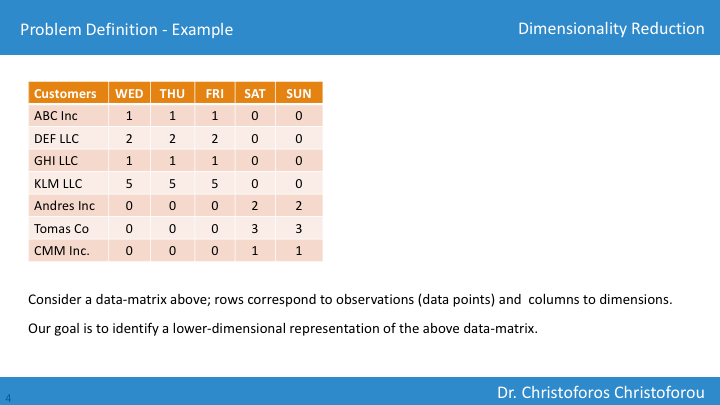 Problem Definition - Example
Dimensionality Reduction
Customers WED THU FRI SAT SUN
ABC Inc 1 1 1 0 0
DEF LLC 2 2 2 0 0
GHI LLC 1 1 1 0 0
KLM LLC 5 5 5 0 0
Andres Inc 0 0 0 2 2
Tomas Co 0 0 0 3 3
CMM Inc. 0 0 0 1 1
Consider a data-matrix above; rows correspond to observations (data points) and columns to dimensions.
Our goal is to identify a lower-dimensional representation of the above data-matrix.
4
Dr. Christoforos Christoforou